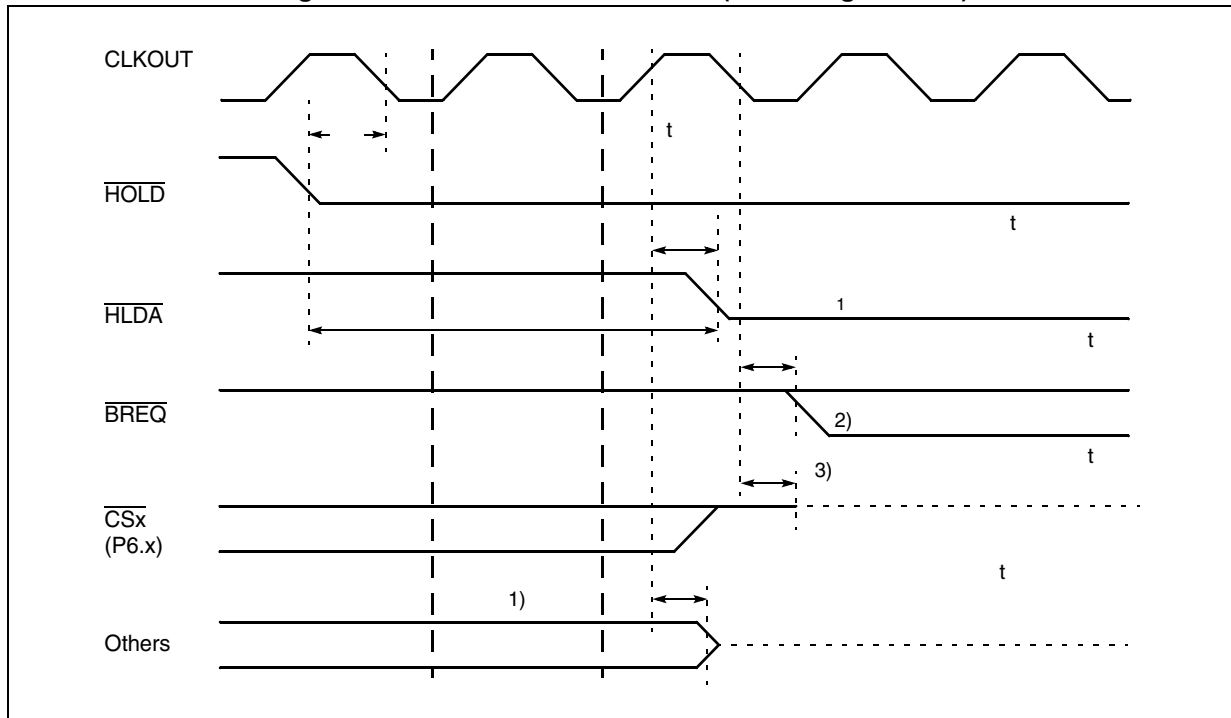 CLKOUT
t
HOLD
t
HLDA
1
t
BREQ
2)
t
3)
CSx
(P6.x)
t
1)
Others